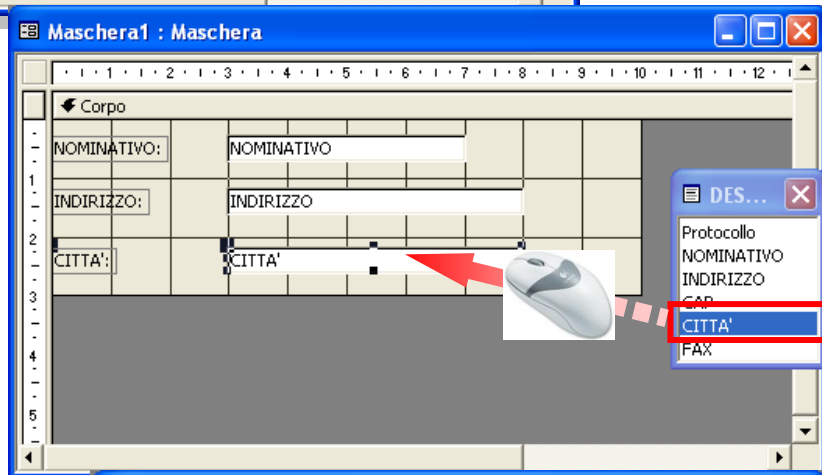 Maschera1 : Maschera
1 2 3 4 5 6 7 8 9 10 11 12
Corpo
NOMINATIVO: NOMINATIVO
1
INDIRIZZO: INDIRIZZO
2
CITTA': CITTA'
3
4
5
DES...
Protocollo
NOMINATIVO
INDIRIZZO
CAP
CITTA'
FAX